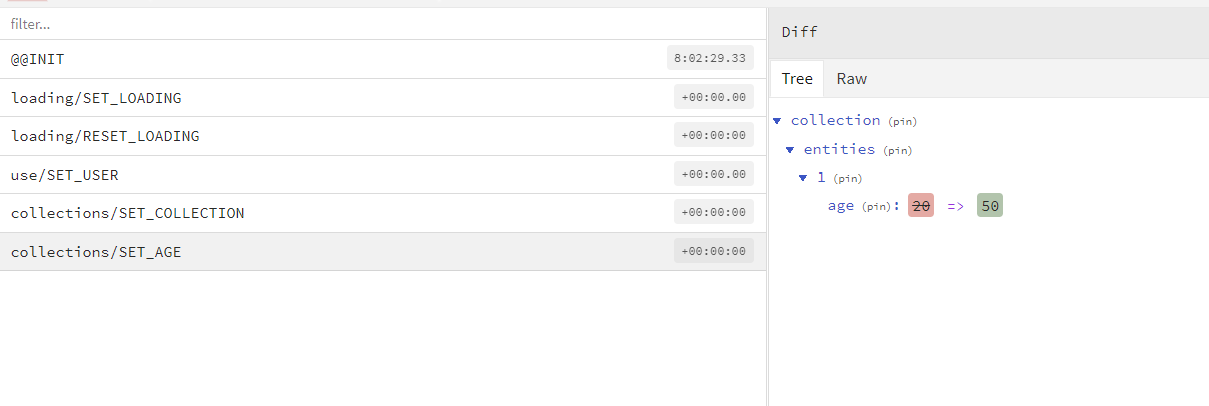 filter...
@@INIT 8:02:29.33
loading/SET_LOADING +00:00.00
loading/RESET_LOADING +00:00:00
use/SET_USER +00:00.00
collections/SET_COLLECTION +00:00:00
collections/SET_AGE +00:00:00
Diff
Tree Raw
collection (pin)
entities (pin)
1 (pin)
age (pin): 20 => 50